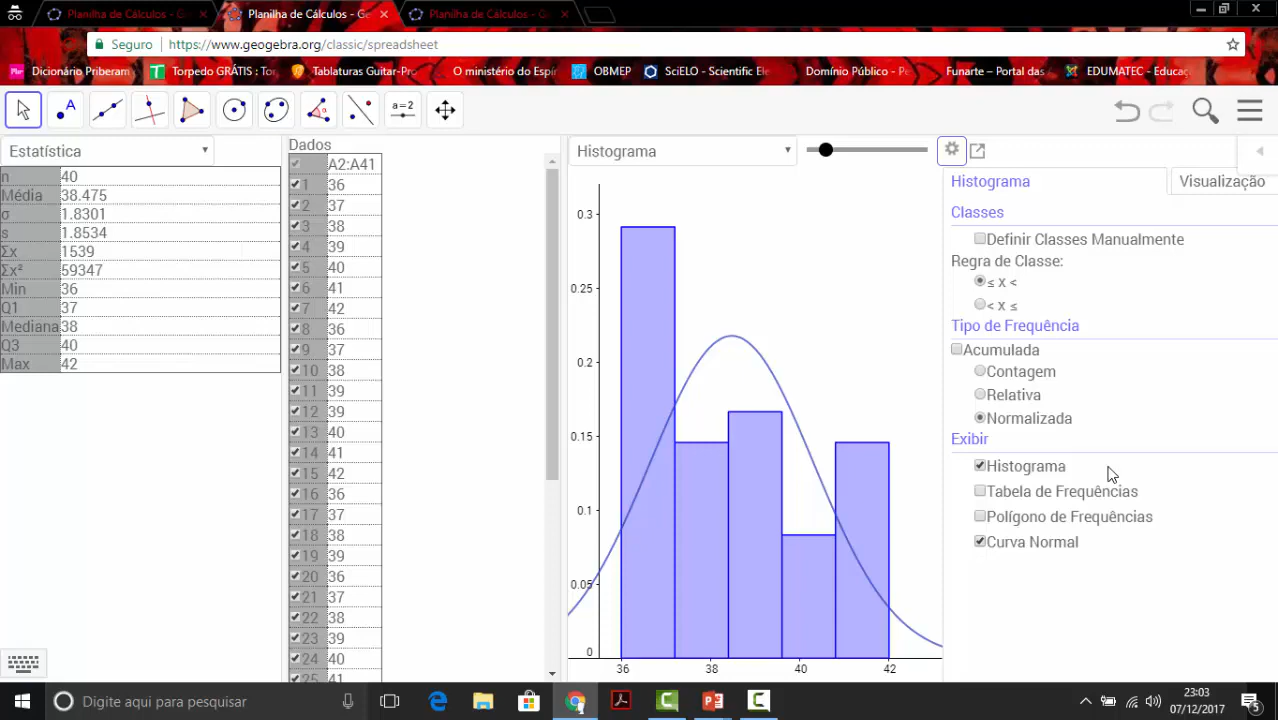 Planilha de Cálculos - Ge
Planilha de Cálculos - Ge
Planilha de Cálculos - Ge
Seguro https://www.geogebra.org/classic/spreadsheet
Dicionário Priberam
Torpedo GRÁTIS : Tor
Tablaturas Guitar-Pro
O ministério do Espír
OBMEP
SciELO - Scientific Ele
Domínio Público - Pe
Funarte – Portal das
EDUMATEC - Educaç
A
a=2
Estatística
n 40
Média 38.475
σ 1.8301
s 1.8534
Σx 1539
Σx² 59347
Min 36
Q1 37
Mediana 38
Q3 40
Max 42
Dados
A2:A41
1 36
2 37
3 38
4 39
5 40
6 41
7 42
8 36
9 37
10 38
11 39
12 39
13 40
14 41
15 42
16 36
17 37
18 38
19 39
20 36
21 37
22 38
23 39
24 40
25 41
Histograma
0.3
0.25
0.2
0.15
0.1
0.05
0
36 38 40 42
Histograma Visualização
Classes
Definir Classes Manualmente
Regra de Classe:
≤ x <
< x ≤
Tipo de Frequência
Acumulada
Contagem
Relativa
Normalizada
Exibir
Histograma
Tabela de Frequências
Polígono de Frequências
Curva Normal
Digite aqui para pesquisar
23:03
07/12/2017
5